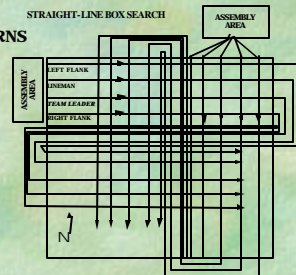 STRAIGHT-LINE BOX SEARCH
ASSEMBLY
AREA
RNS
ASSEMBLY
AREA
LEFT FLANK
LINEMAN
TEAM LEADER
RIGHT FLANK
N